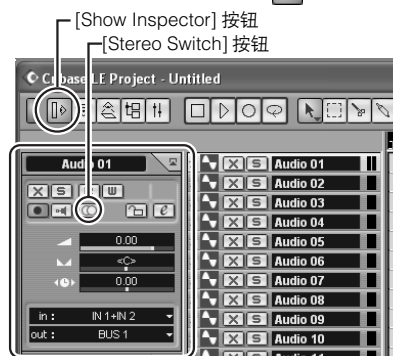 [Show Inspector] 按钮
[Stereo Switch] 按钮
Cubase LE Project - Untitled
Audio 01
X S R W
e
0.00
<C>
0.00
in : IN 1+IN 2
out : BUS 1
X S Audio 01
X S Audio 02
X S Audio 03
X S Audio 04
X S Audio 05
X S Audio 06
X S Audio 07
X S Audio 08
X S Audio 09
X S Audio 10